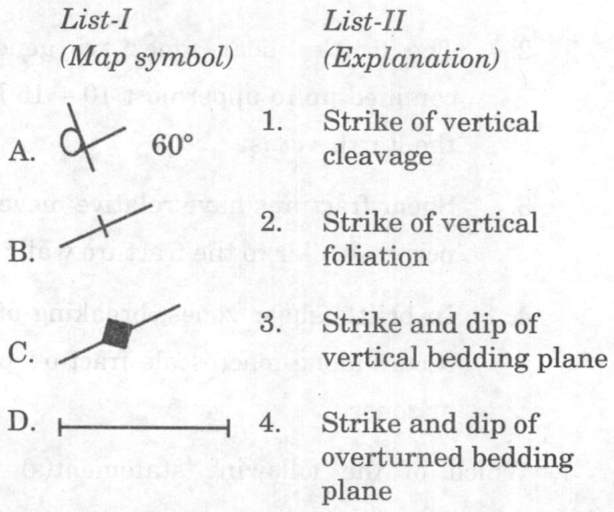 List-I List-II
(Map symbol) (Explanation)
A. 60° 1. Strike of vertical
cleavage
B. 2. Strike of vertical
foliation
C. 3. Strike and dip of
vertical bedding plane
D. 4. Strike and dip of
overturned bedding
plane